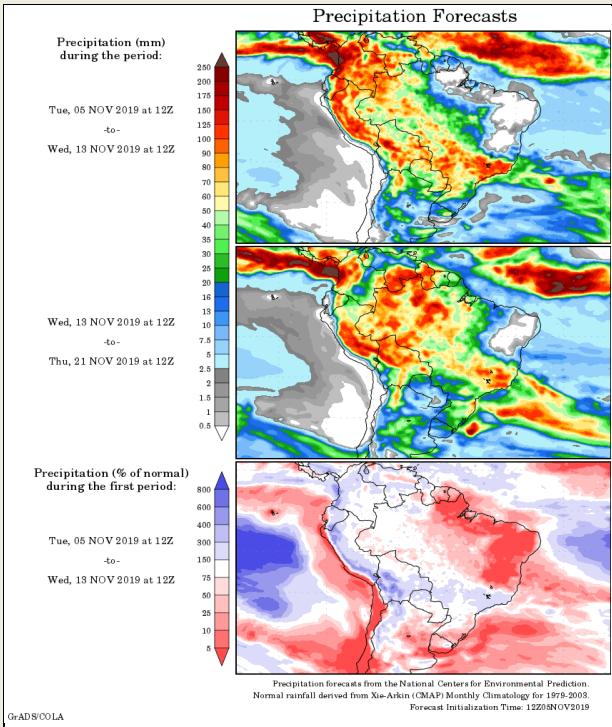 Precipitation Forecasts
Precipitation (mm)
during the period:
Tue, 05 NOV 2019 at 12Z
-to-
Wed, 13 NOV 2019 at 12Z
250
200
175
150
125
100
90
80
70
60
50
40
35
30
25
20
16
13
10
7.5
5
2.5
2
1.5
1
0.5
Wed, 13 NOV 2019 at 12Z
-to-
Thu, 21 NOV 2019 at 12Z
Precipitation (% of normal)
during the first period:
Tue, 05 NOV 2019 at 12Z
-to-
Wed, 13 NOV 2019 at 12Z
800
600
400
300
150
75
50
25
10
5
Precipitation forecasts from the National Centers for Environmental Prediction.
Normal rainfall derived from Xie-Arkin (CMAP) Monthly Climatology for 1979-2003.
Forecast Initialization Time: 12Z05NOV2019
GrADS/COLA